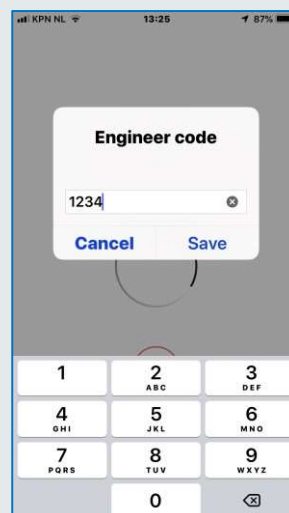 KPN NL 13:25 87%
Engineer code
1234
Cancel Save
1 2 3
ABC DEF
4 5 6
GHI JKL MNO
7 8 9
PQRS TUV WXYZ
0